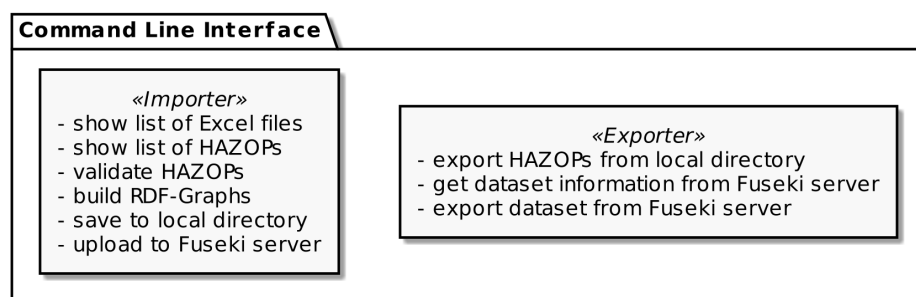 Command Line Interface
«Importer»
- show list of Excel files
- show list of HAZOPs
- validate HAZOPs
- build RDF-Graphs
- save to local directory
- upload to Fuseki server
«Exporter»
- export HAZOPs from local directory
- get dataset information from Fuseki server
- export dataset from Fuseki server